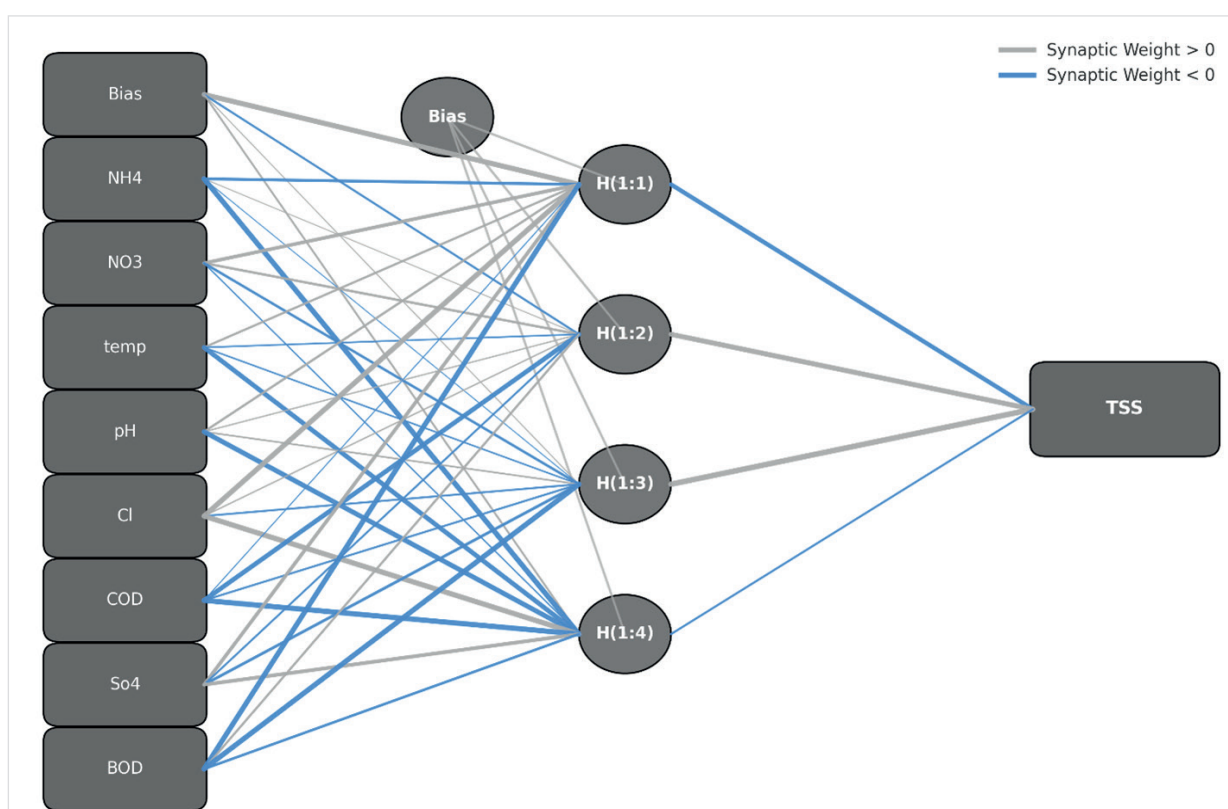 Synaptic Weight > 0
Synaptic Weight < 0
Bias
NH4
NO3
temp
pH
Cl
COD
So4
BOD
Bias
H(1:1)
H(1:2)
H(1:3)
H(1:4)
TSS